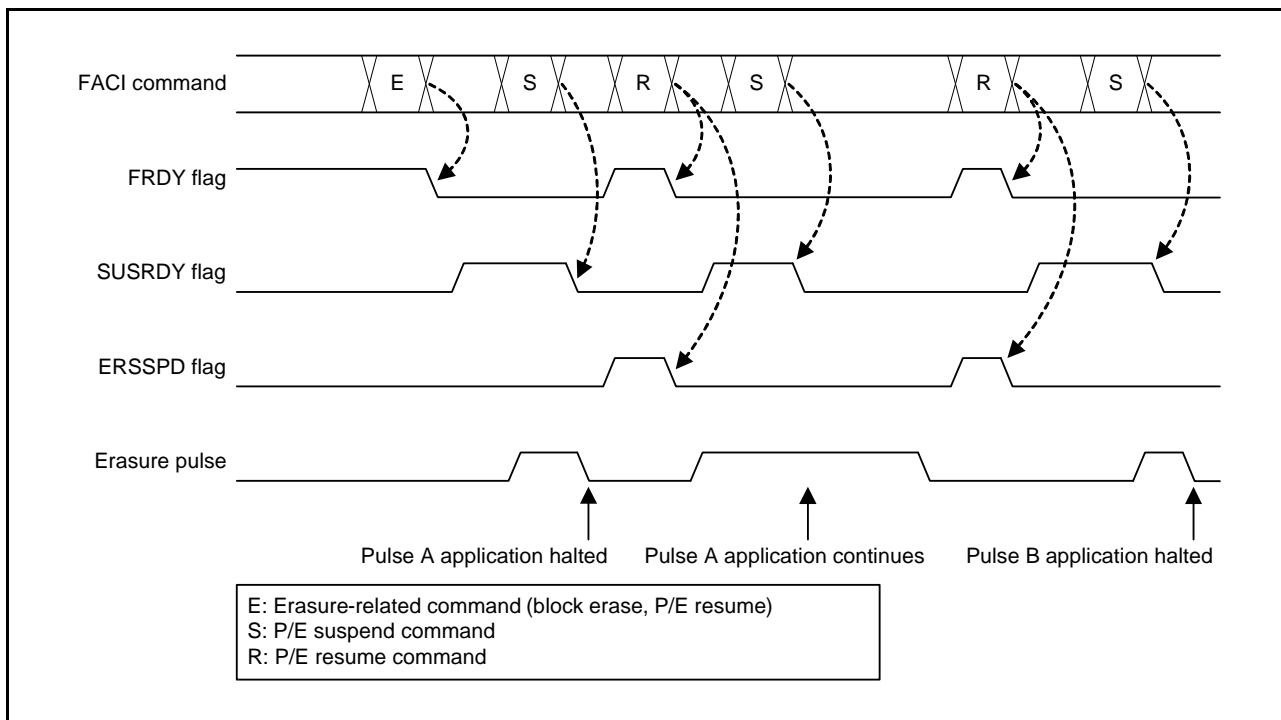 FACI command
E
S
R
S
R
S
FRDY flag
SUSRDY flag
ERSSPD flag
Erasure pulse
Pulse A application halted
Pulse A application continues
Pulse B application halted
E: Erasure-related command (block erase, P/E resume)
S: P/E suspend command
R: P/E resume command